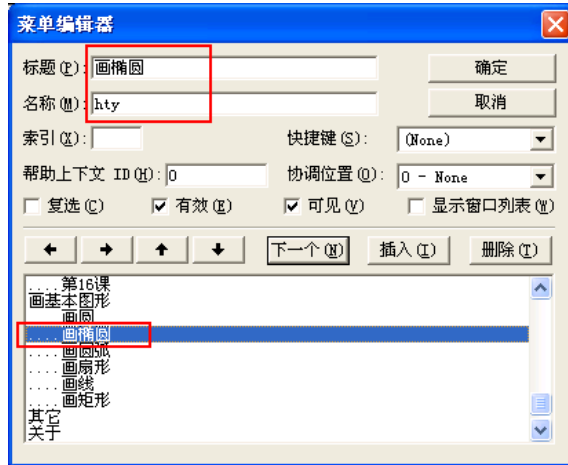 菜单编辑器
标题(P): 画椭圆 确定
名称(M): hty 取消
索引(X): 快捷键(S): (None)
帮助上下文 ID(H): 0 协调位置(O): 0 - None
复选(C) 有效(E) 可见(V) 显示窗口列表(W)
下一个(N) 插入(I) 删除(T)
....第16课
画基本图形
....画圆
....画椭圆
....画圆弧
....画扇形
....画线
....画矩形
其它
关于